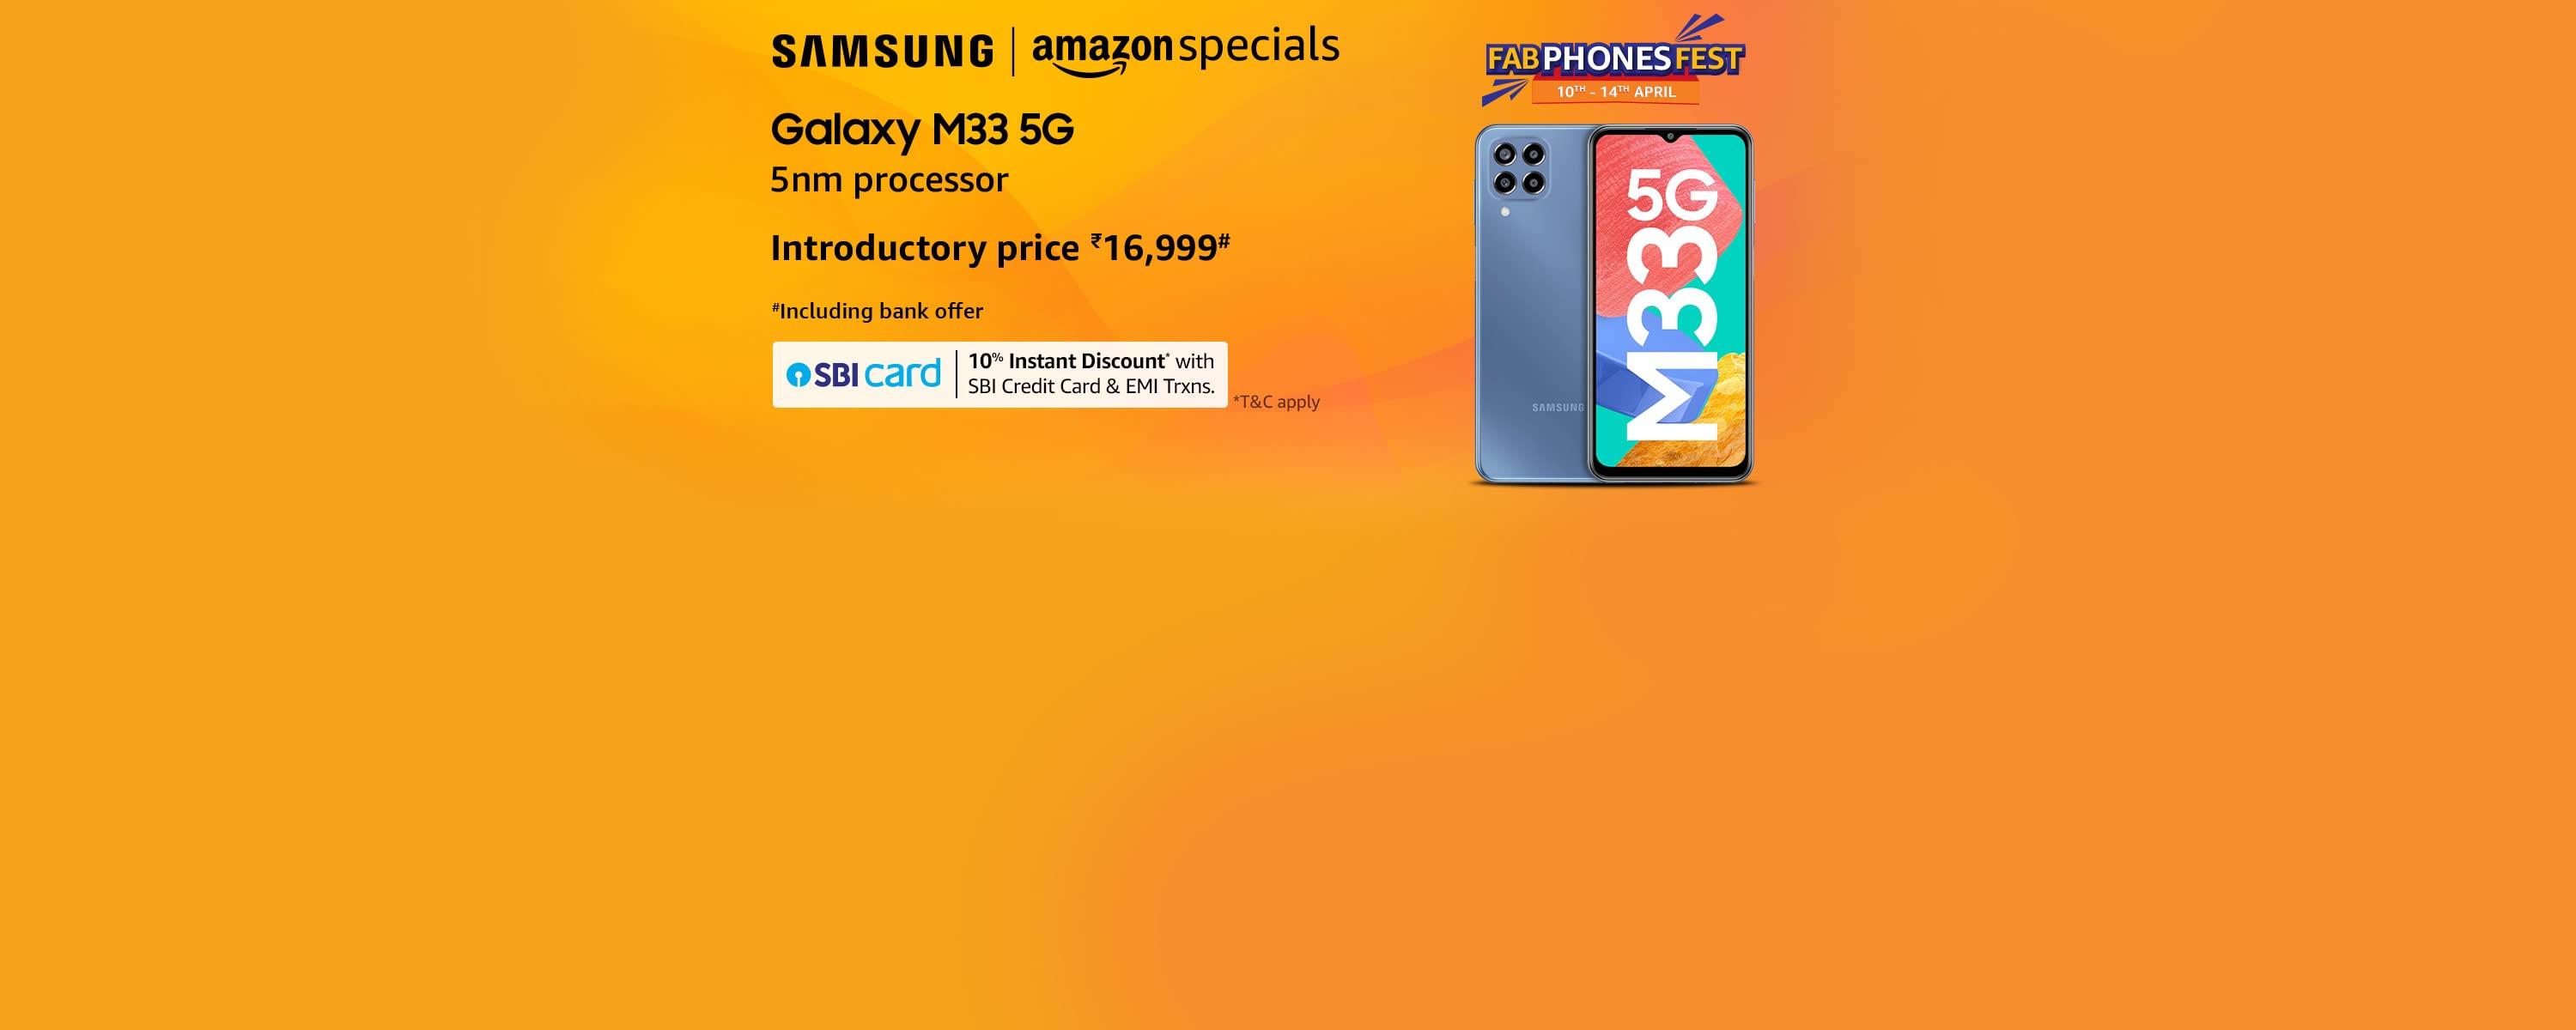 SAMSUNG | amazon specials
FAB PHONES FEST
10TH - 14TH APRIL
Galaxy M33 5G
5nm processor
Introductory price ₹16,999#
#Including bank offer
SBI card | 10% Instant Discount* with
SBI Credit Card & EMI Trxns.
*T&C apply
SAMSUNG
M33 5G